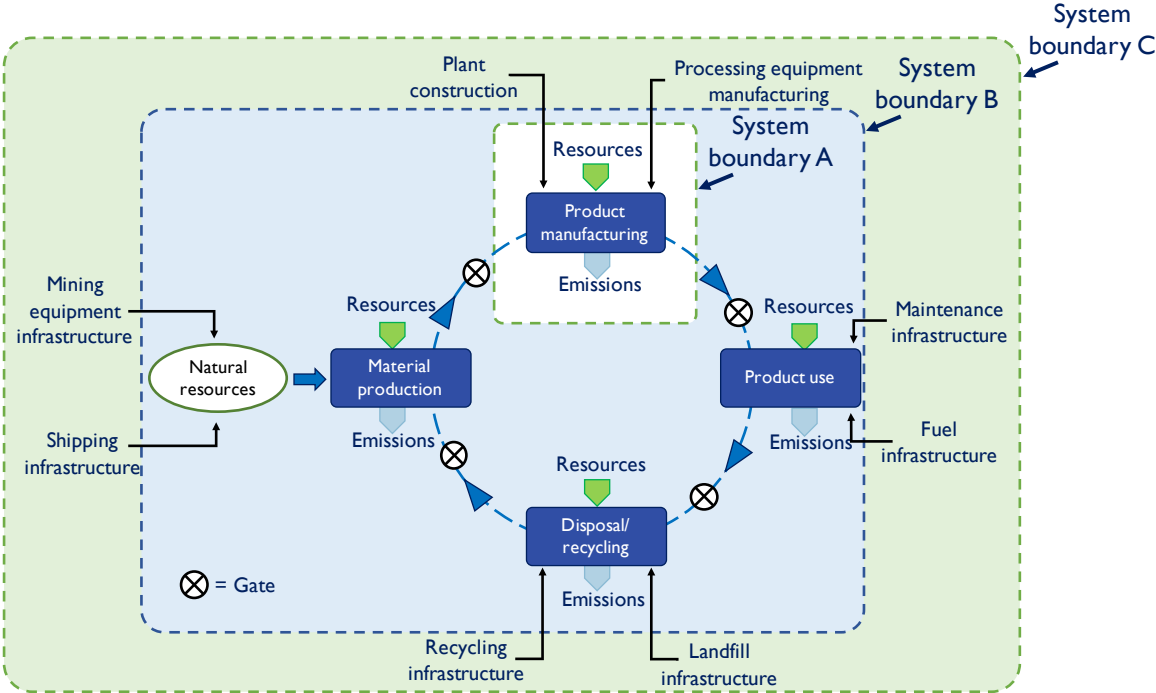 System
boundary C
System
boundary B
Plant
construction
Processing equipment
manufacturing
System
boundary A
Resources
Product
manufacturing
Emissions
Mining
equipment
infrastructure
Resources
Resources
Maintenance
infrastructure
Natural
resources
Material
production
Product use
Shipping
infrastructure
Emissions
Emissions
Fuel
infrastructure
Resources
Disposal/
recycling
= Gate
Emissions
Recycling
infrastructure
Landfill
infrastructure